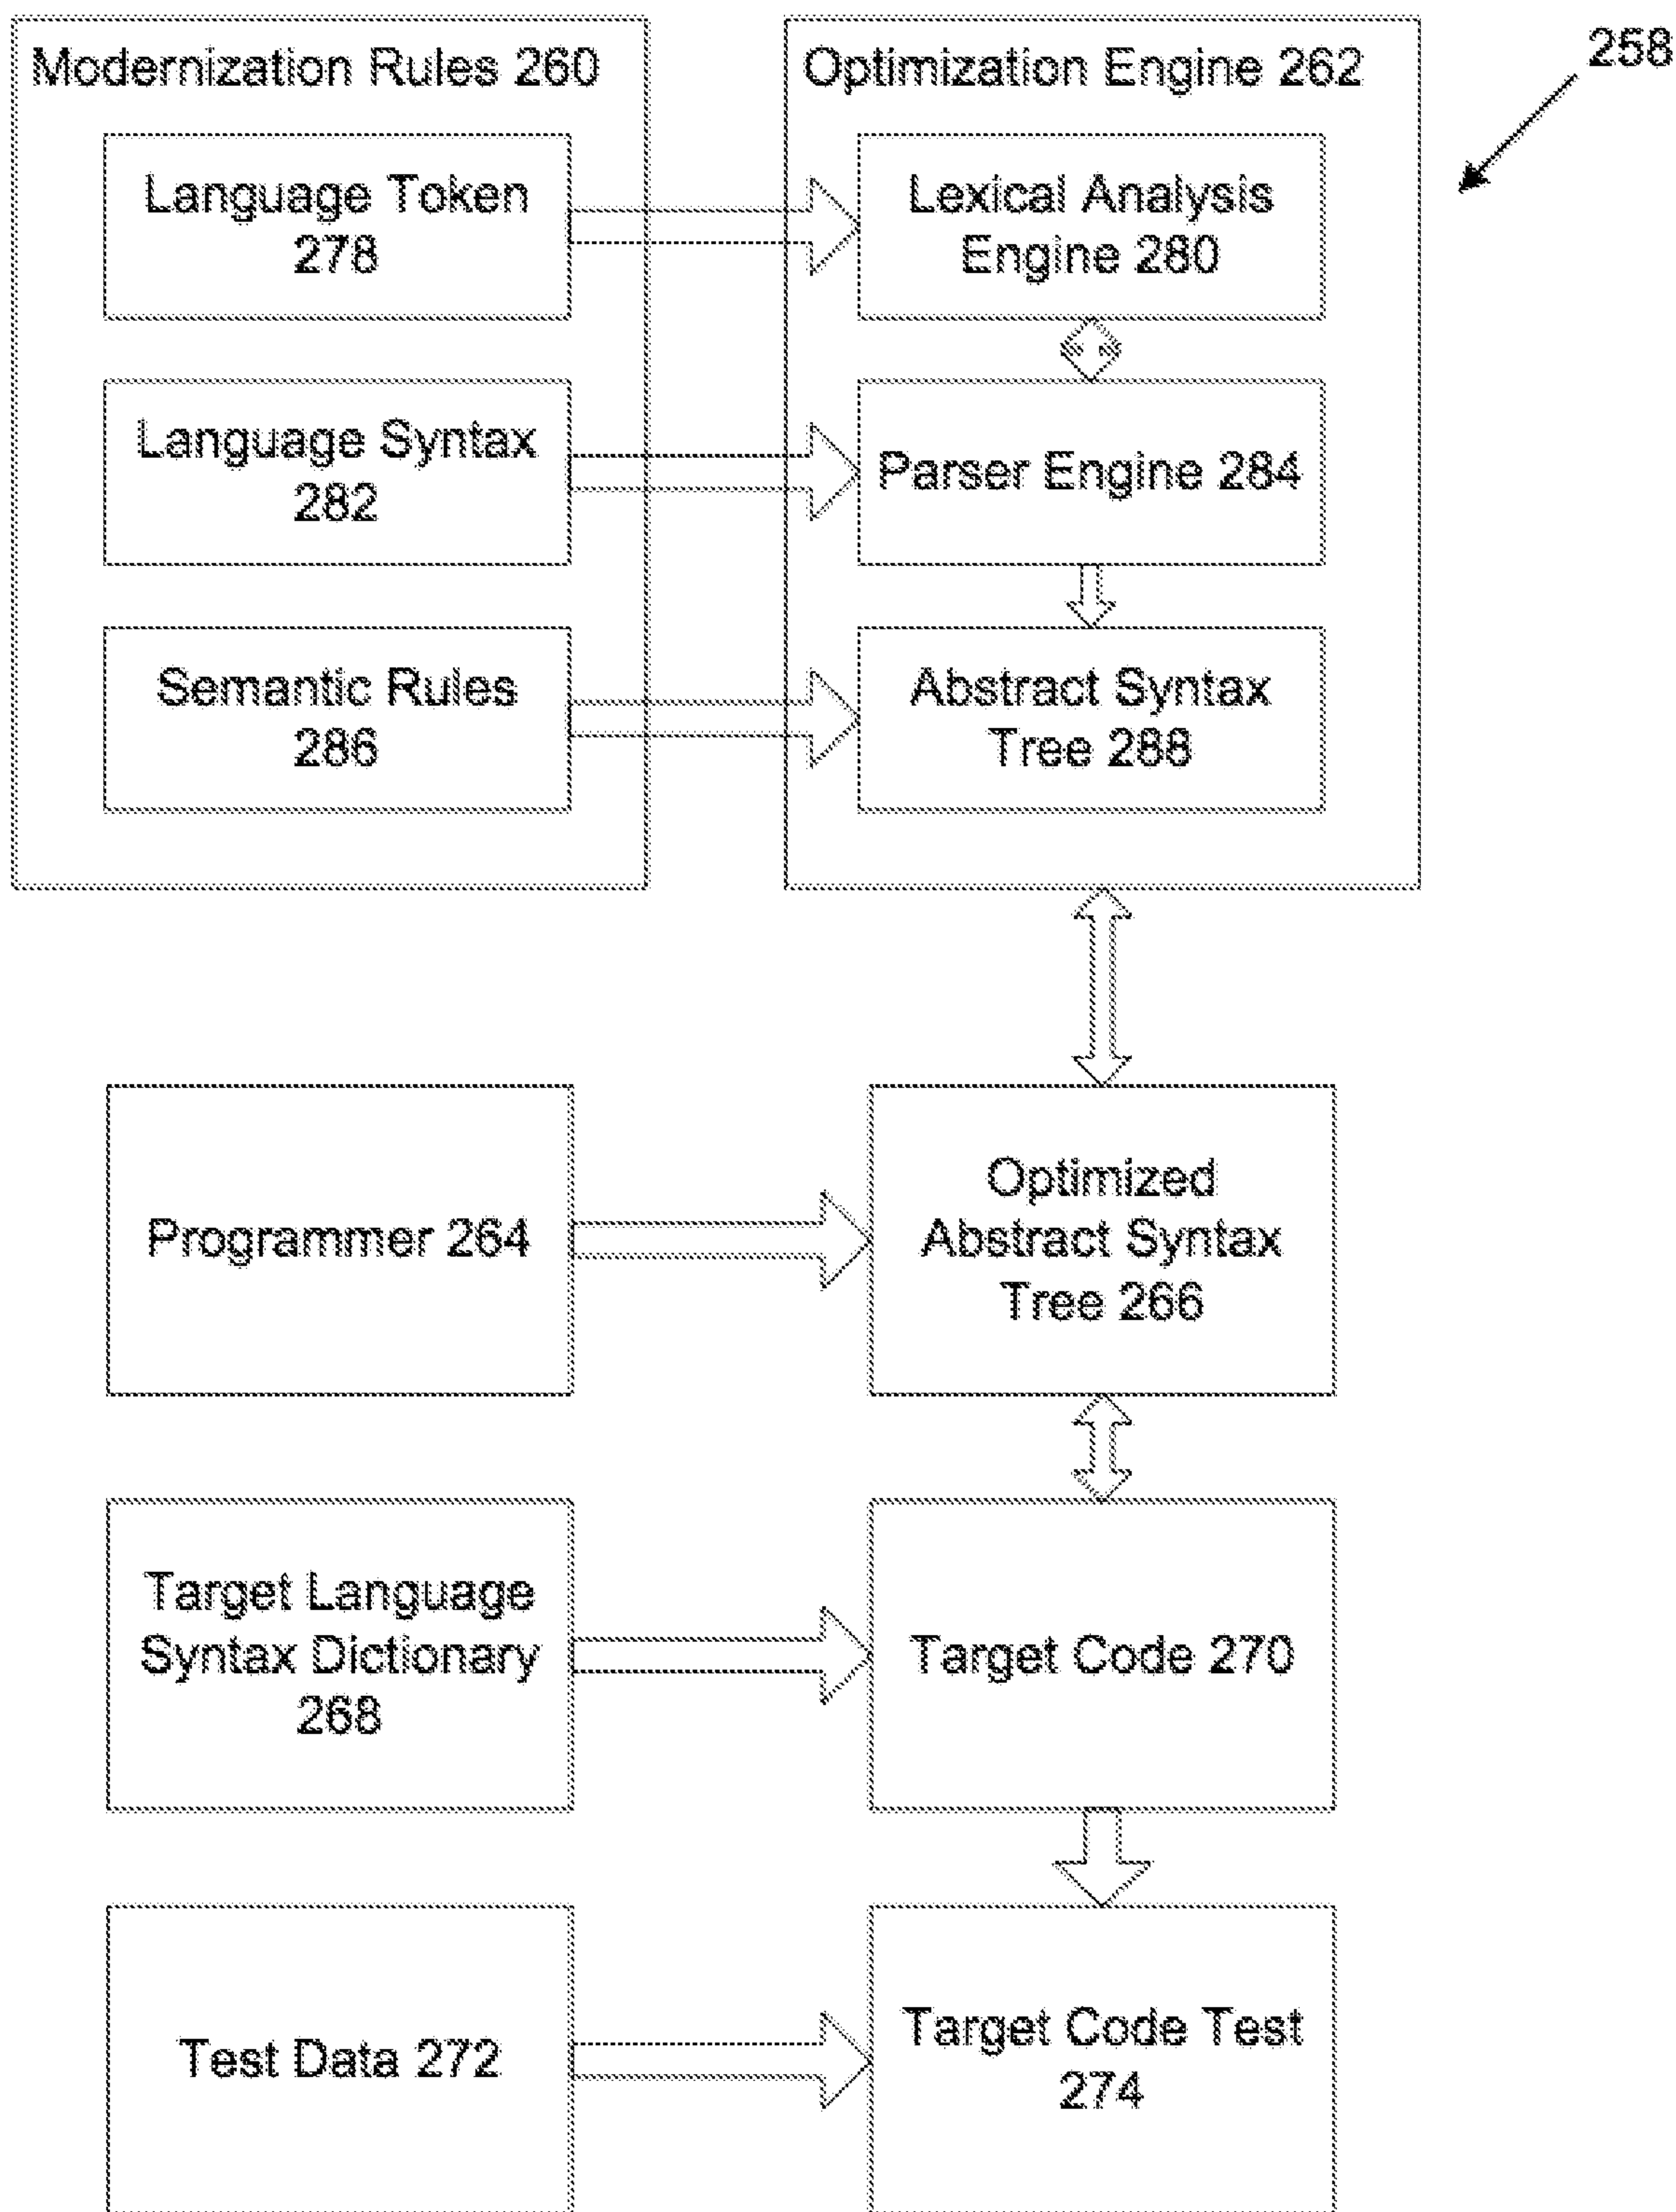 Modernization Rules 260
Optimization Engine 262
258
Language Token
278
Lexical Analysis
Engine 280
Language Syntax
282
Parser Engine 284
Semantic Rules
286
Abstract Syntax
Tree 288
Programmer 264
Optimized
Abstract Syntax
Tree 266
Target Language
Syntax Dictionary
268
Target Code 270
Test Data 272
Target Code Test
274